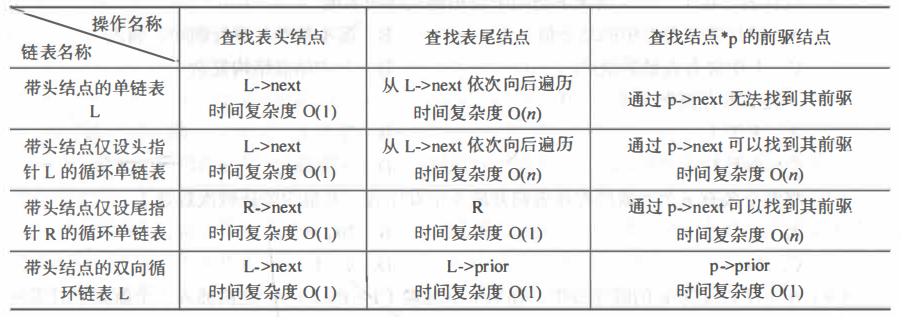 操作名称
链表名称
查找表头结点
查找表尾结点
查找结点*p的前驱结点
带头结点的单链表
L
L->next
时间复杂度 O(1)
从 L->next 依次向后遍历
时间复杂度 O(n)
通过 p->next 无法找到其前驱
带头结点仅设头指
针 L 的循环单链表
L->next
时间复杂度 O(1)
从 L->next 依次向后遍历
时间复杂度 O(n)
通过 p->next 可以找到其前驱
时间复杂度 O(n)
带头结点仅设尾指
针 R 的循环单链表
R->next
时间复杂度 O(1)
R
时间复杂度 O(1)
通过 p->next 可以找到其前驱
时间复杂度 O(n)
带头结点的双向循
环链表 L
L->next
时间复杂度 O(1)
L->prior
时间复杂度 O(1)
p->prior
时间复杂度 O(1)